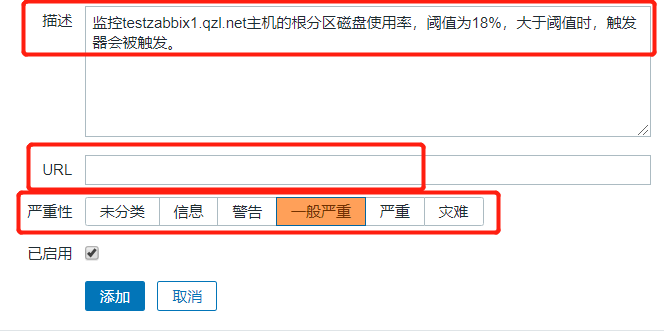 描述 监控testzabbix1.qzl.net主机的根分区磁盘使用率，阈值为18%，大于阈值时，触发
器会被触发。
URL
严重性 未分类 信息 警告 一般严重 严重 灾难
已启用
添加 取消